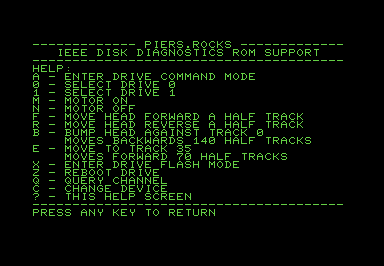 ------------- PIERS.ROCKS -------------
IEEE DISK DIAGNOSTICS ROM SUPPORT
---------------------------------------
HELP:
A - ENTER DRIVE COMMAND MODE
0 - SELECT DRIVE 0
1 - SELECT DRIVE 1
M - MOTOR ON
N - MOTOR OFF
F - MOVE HEAD FORWARD A HALF TRACK
R - MOVE HEAD REVERSE A HALF TRACK
B - BUMP HEAD AGAINST TRACK 0
MOVES BACKWARDS 140 HALF TRACKS
E - MOVE TO TRACK 35
MOVES FORWARD 70 HALF TRACKS
X - ENTER DRIVE FLASH MODE
Z - REBOOT DRIVE
Q - QUERY CHANNEL
C - CHANGE DEVICE
? - THIS HELP SCREEN
---------------------------------------
PRESS ANY KEY TO RETURN